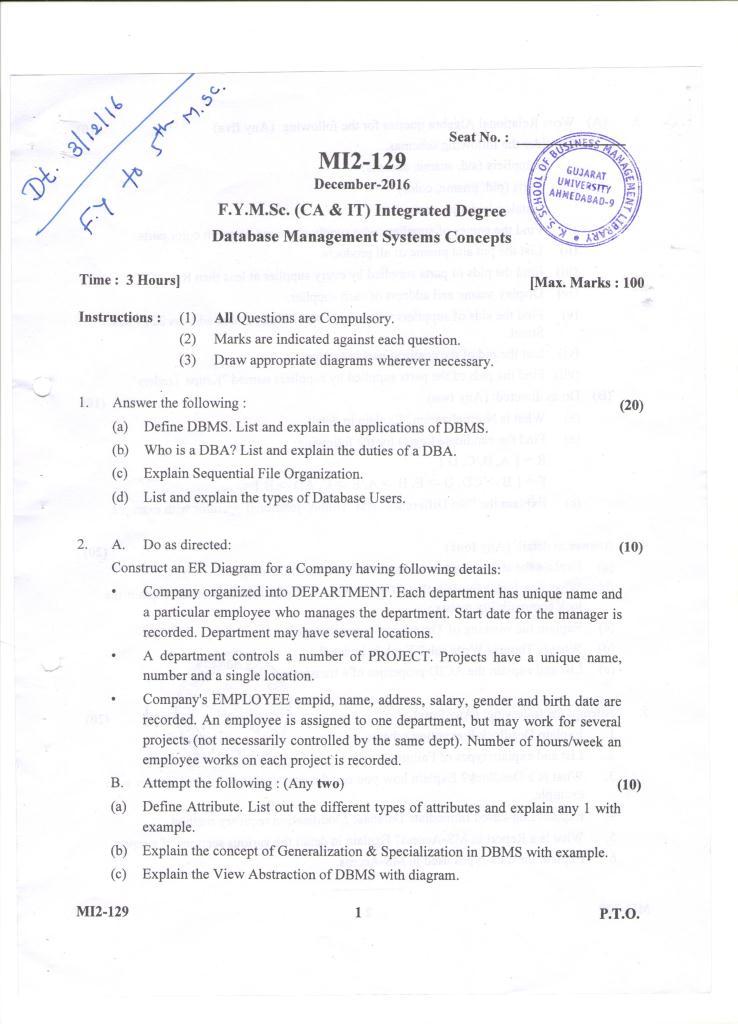 Dt. 3/12/16
F.Y to 5th M.Sc.
Seat No. :
K. S. SCHOOL OF BUSINESS MANAGEMENT LIBRARY
GUJARAT
UNIVERSITY
AHMEDABAD-9
MI2-129
December-2016
F.Y.M.Sc. (CA & IT) Integrated Degree
Database Management Systems Concepts
Time : 3 Hours] [Max. Marks : 100
Instructions : (1) All Questions are Compulsory.
(2) Marks are indicated against each question.
(3) Draw appropriate diagrams wherever necessary.
1. Answer the following : (20)
(a) Define DBMS. List and explain the applications of DBMS.
(b) Who is a DBA? List and explain the duties of a DBA.
(c) Explain Sequential File Organization.
(d) List and explain the types of Database Users.
2. A. Do as directed: (10)
Construct an ER Diagram for a Company having following details:
• Company organized into DEPARTMENT. Each department has unique name and
a particular employee who manages the department. Start date for the manager is
recorded. Department may have several locations.
• A department controls a number of PROJECT. Projects have a unique name,
number and a single location.
• Company's EMPLOYEE empid, name, address, salary, gender and birth date are
recorded. An employee is assigned to one department, but may work for several
projects (not necessarily controlled by the same dept). Number of hours/week an
employee works on each project is recorded.
B. Attempt the following : (Any two) (10)
(a) Define Attribute. List out the different types of attributes and explain any 1 with
example.
(b) Explain the concept of Generalization & Specialization in DBMS with example.
(c) Explain the View Abstraction of DBMS with diagram.
MI2-129 1 P.T.O.